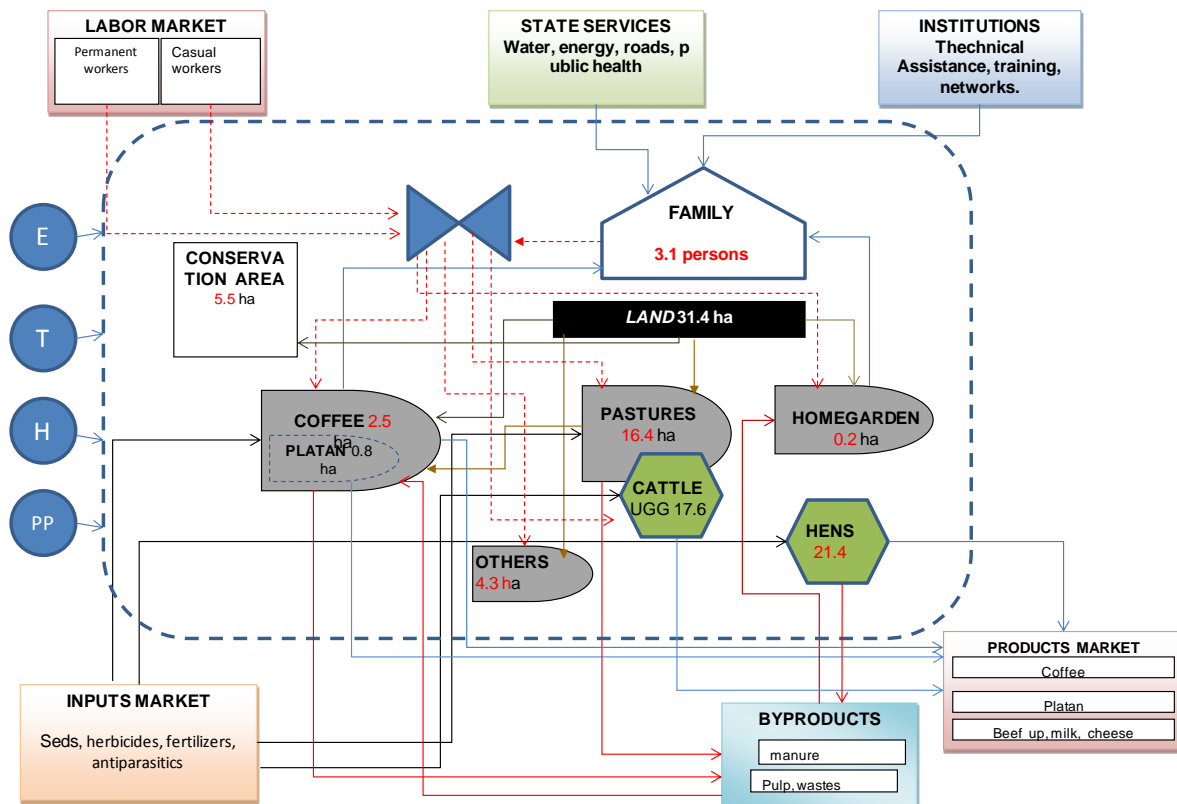 LABOR MARKET
Permanent
workers
Casual
workers
STATE SERVICES
Water, energy, roads, p
ublic health
INSTITUTIONS
Thechnical
Assistance, training,
networks.
E
T
H
PP
FAMILY
3.1 persons
CONSERVA
TION AREA
5.5 ha
LAND 31.4 ha
COFFEE 2.5
ha
PLATAN 0.8
ha
PASTURES
16.4 ha
HOMEGARDEN
0.2 ha
CATTLE
UGG 17.6
HENS
21.4
OTHERS
4.3 ha
INPUTS MARKET
Seds, herbicides, fertilizers,
antiparasitics
BYPRODUCTS
manure
Pulp, wastes
PRODUCTS MARKET
Coffee
Platan
Beef up, milk, cheese